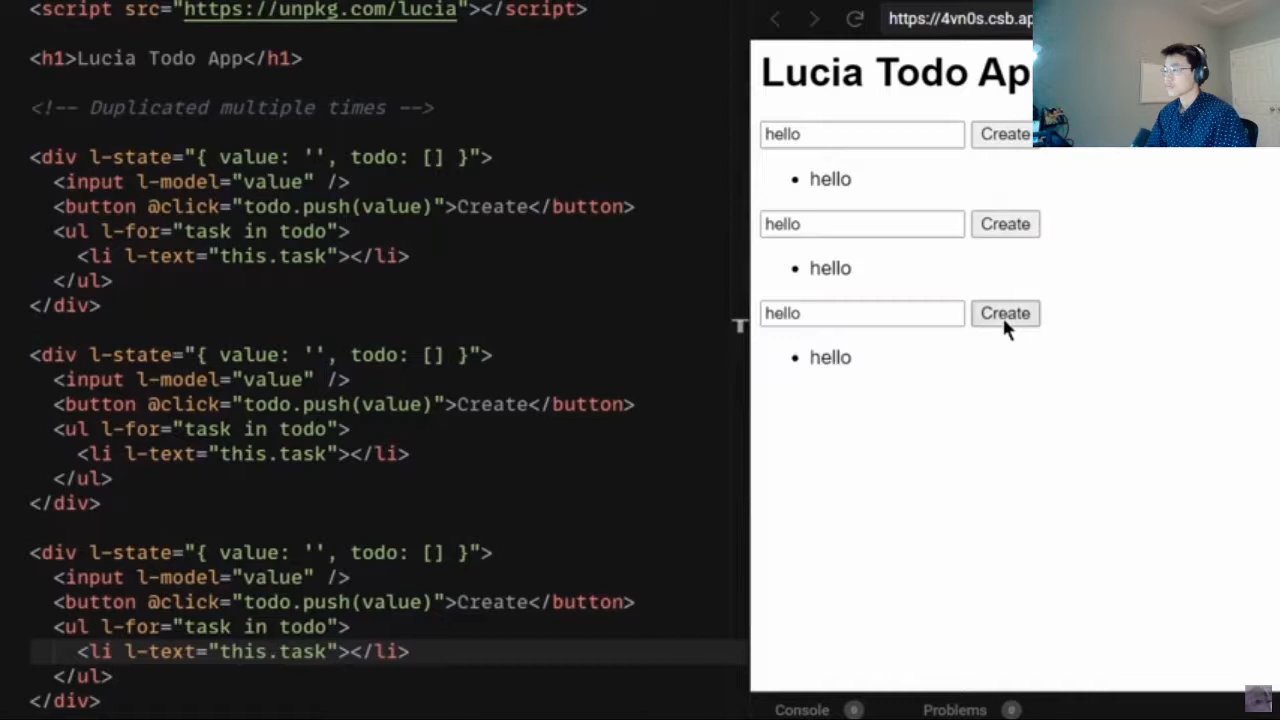 <script src="https://unpkg.com/lucia"></script>
<h1>Lucia Todo App</h1>
<!-- Duplicated multiple times -->
<div l-state="{ value: '', todo: [] }">
<input l-model="value" />
<button @click="todo.push(value)">Create</button>
<ul l-for="task in todo">
<li l-text="this.task"></li>
</ul>
</div>
<div l-state="{ value: '', todo: [] }">
<input l-model="value" />
<button @click="todo.push(value)">Create</button>
<ul l-for="task in todo">
<li l-text="this.task"></li>
</ul>
</div>
<div l-state="{ value: '', todo: [] }">
<input l-model="value" />
<button @click="todo.push(value)">Create</button>
<ul l-for="task in todo">
<li l-text="this.task"></li>
</ul>
</div>
T
https://4vn0s.csb.ap
Lucia Todo Ap
hello Create
hello
hello Create
hello
hello Create
hello
Console 0 Problems 0